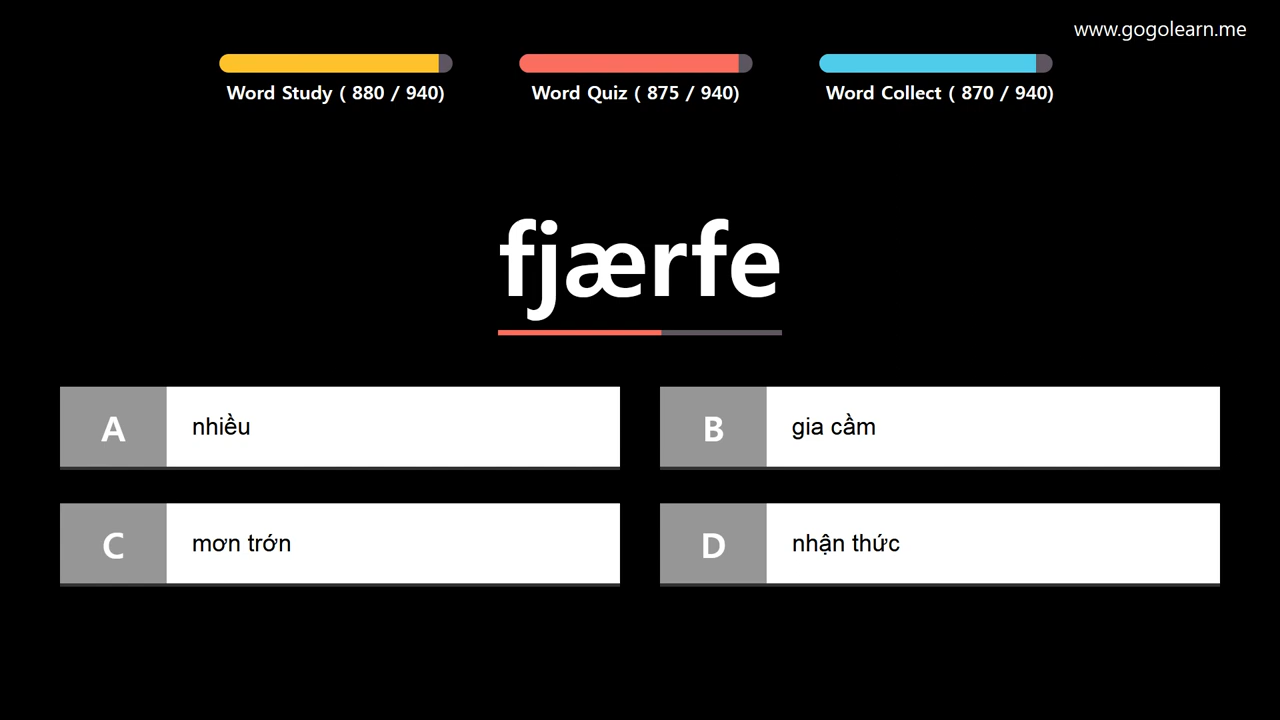 www.gogolearn.me
Word Study ( 880 / 940)
Word Quiz ( 875 / 940)
Word Collect ( 870 / 940)
fjærfe
A
nhiều
B
gia cầm
C
mơn trớn
D
nhận thức